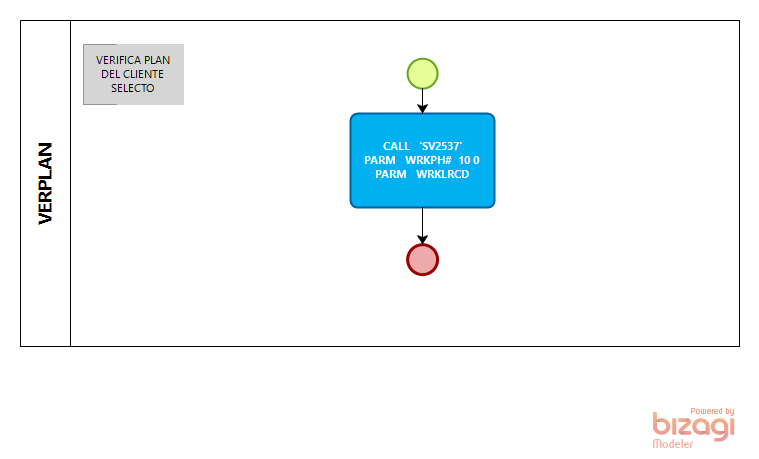 VERPLAN
VERIFICA PLAN
DEL CLIENTE
SELECTO
CALL 'SV2537'
PARM WRKPH# 10 0
PARM WRKLRCD
Powered by
bizagi
Modeler